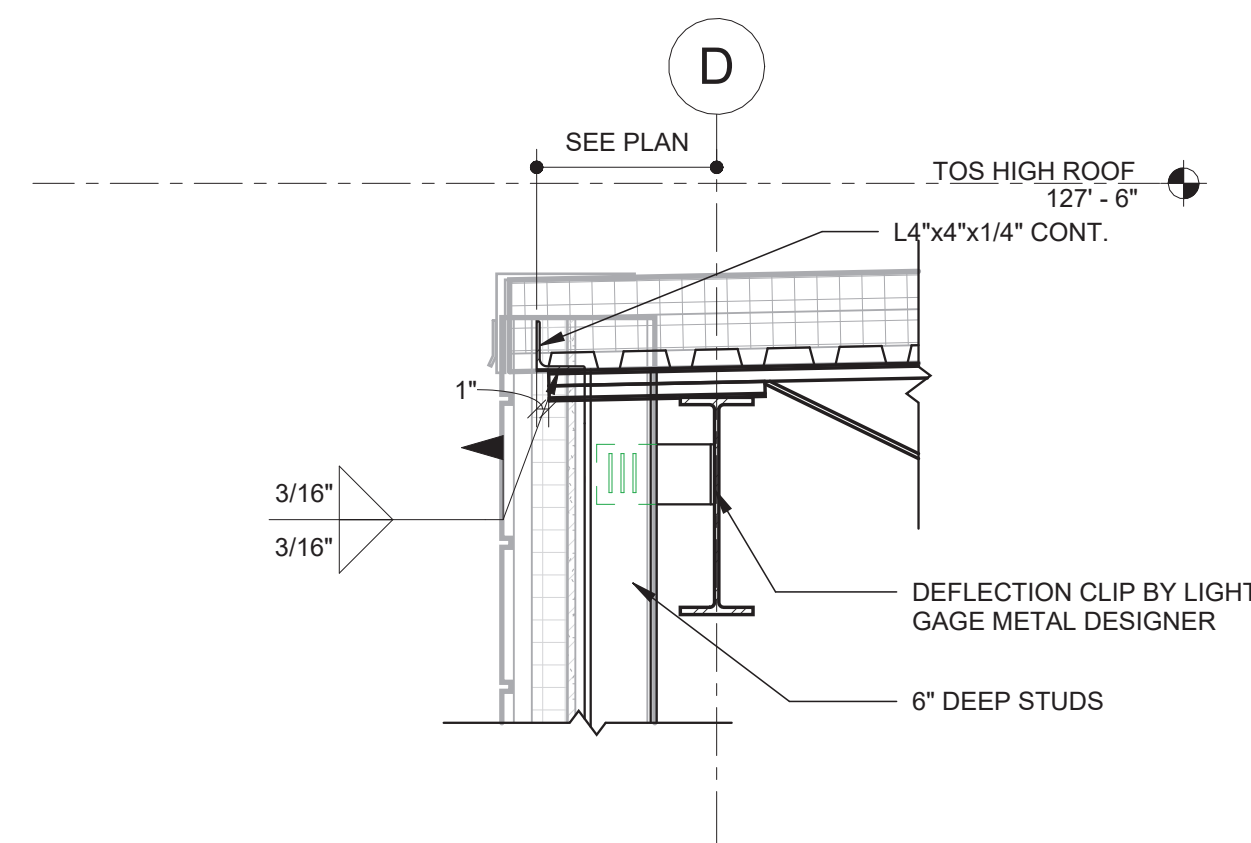 D
SEE PLAN
TOS HIGH ROOF
127' - 6"
L4"x4"x1/4" CONT.
1"
3/16"
3/16"
DEFLECTION CLIP BY LIGHT
GAGE METAL DESIGNER
6" DEEP STUDS